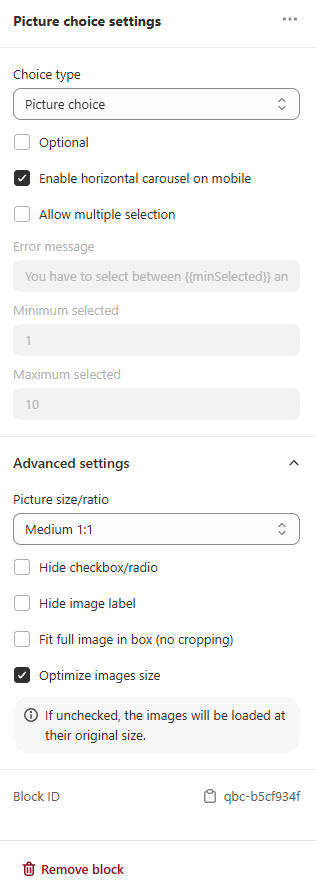 Picture choice settings
Choice type
Picture choice
Optional
Enable horizontal carousel on mobile
Allow multiple selection
Error message
You have to select between {{minSelected}} an
Minimum selected
1
Maximum selected
10
Advanced settings
Picture size/ratio
Medium 1:1
Hide checkbox/radio
Hide image label
Fit full image in box (no cropping)
Optimize images size
If unchecked, the images will be loaded at
their original size.
Block ID qbc-b5cf934f
Remove block